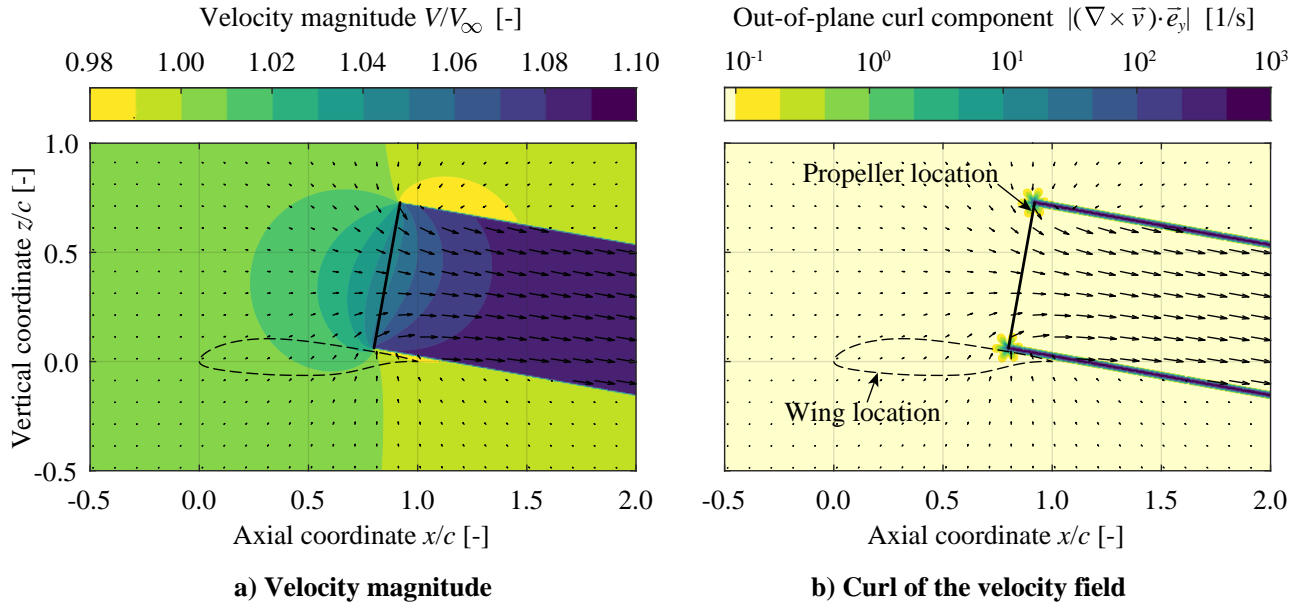 Velocity magnitude V/V∞ [-]
0.98 1.00 1.02 1.04 1.06 1.08 1.10
Vertical coordinate z/c [-]
1.0
0.5
0.0
-0.5
-0.5 0.0 0.5 1.0 1.5 2.0
Axial coordinate x/c [-]
a) Velocity magnitude
Out-of-plane curl component |(∇ × v⃗)·e⃗y| [1/s]
10⁻¹ 10⁰ 10¹ 10² 10³
Propeller location
Wing location
-0.5 0.0 0.5 1.0 1.5 2.0
Axial coordinate x/c [-]
b) Curl of the velocity field